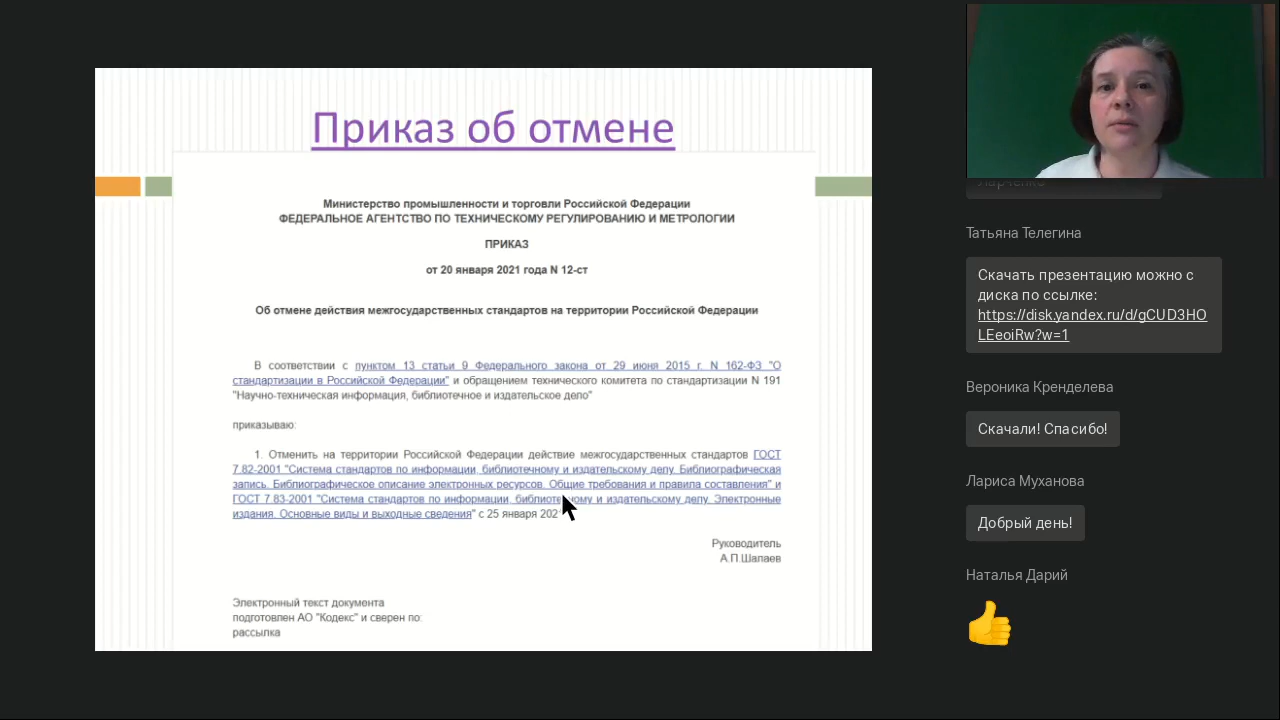 Приказ об отмене
Министерство промышленности и торговли Российской Федерации
ФЕДЕРАЛЬНОЕ АГЕНТСТВО ПО ТЕХНИЧЕСКОМУ РЕГУЛИРОВАНИЮ И МЕТРОЛОГИИ
ПРИКАЗ
от 20 января 2021 года N 12-ст
Об отмене действия межгосударственных стандартов на территории Российской Федерации
В соответствии с пунктом 13 статьи 9 Федерального закона от 29 июня 2015 г. N 162-ФЗ "О
стандартизации в Российской Федерации" и обращением технического комитета по стандартизации N 191
"Научно-техническая информация, библиотечное и издательское дело"
приказываю:
1. Отменить на территории Российской Федерации действие межгосударственных стандартов ГОСТ
7.82-2001 "Система стандартов по информации, библиотечному и издательскому делу. Библиографическая
запись. Библиографическое описание электронных ресурсов. Общие требования и правила составления" и
ГОСТ 7.83-2001 "Система стандартов по информации, библиотечному и издательскому делу. Электронные
издания. Основные виды и выходные сведения" с 25 января
Руководитель
А.П.Шалаев
Электронный текст документа
подготовлен АО "Кодекс" и сверен по:
рассылка
Татьяна Телегина
Скачать презентацию можно с
диска по ссылке:
https://disk.yandex.ru/d/gCUD3HO
LEeoiRw?w=1
Вероника Кренделева
Скачали! Спасибо!
Лариса Муханова
Добрый день!
Наталья Дарий